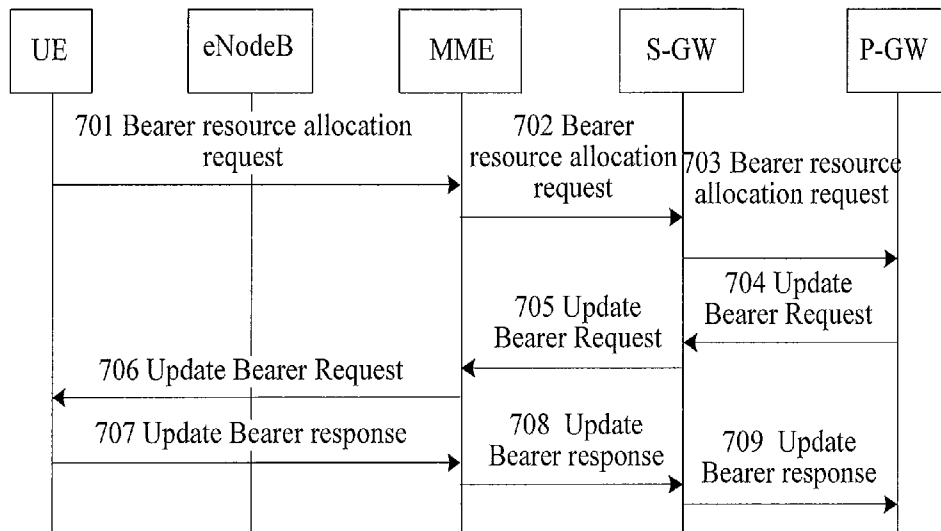 UE
eNodeB
MME
S-GW
P-GW
701 Bearer resource allocation
request
702 Bearer
resource allocation
request
703 Bearer resource
allocation request
704 Update
Bearer Request
705 Update
Bearer Request
706 Update Bearer Request
707 Update Bearer response
708 Update
Bearer response
709 Update
Bearer response